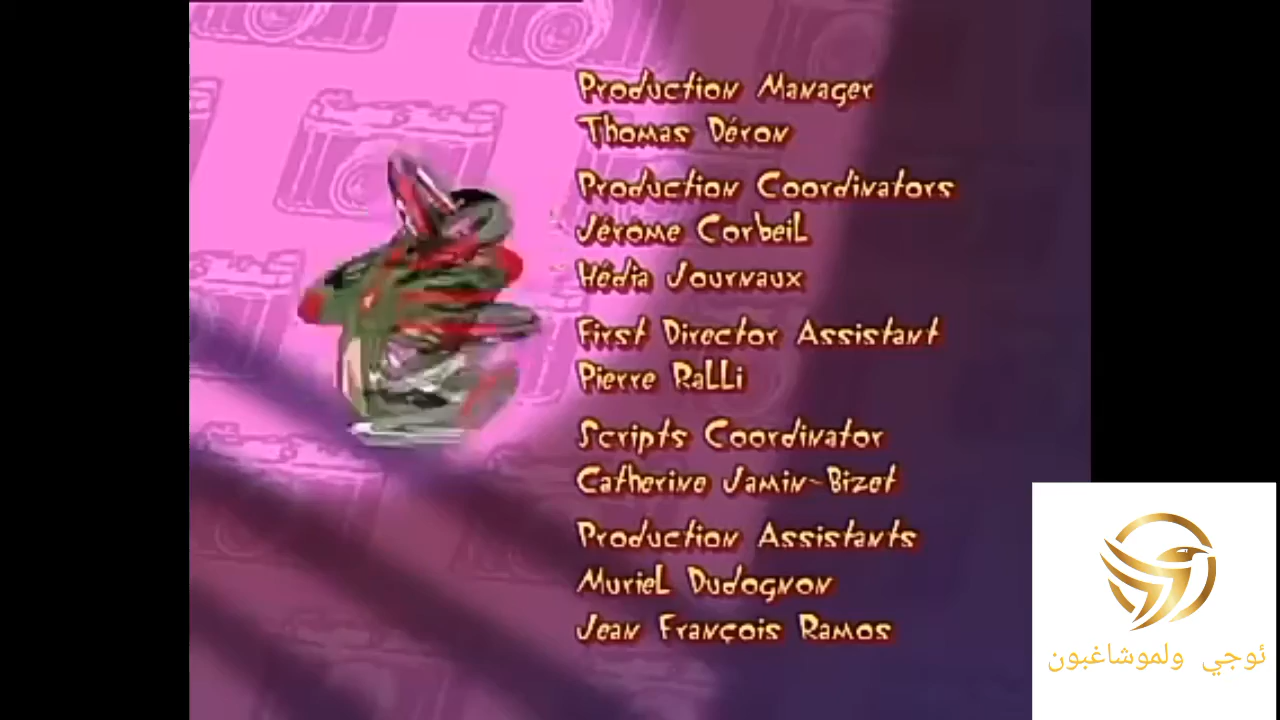 Production Manager
Thomas Déron
Production Coordinators
Jérôme Corbeil
Hédia Journaux
First Director Assistant
Pierre Ralli
Scripts Coordinator
Catherine Jamin-Bizet
Production Assistants
Muriel Dudognon
Jean François Ramos
ئوجي ولموشاغبون